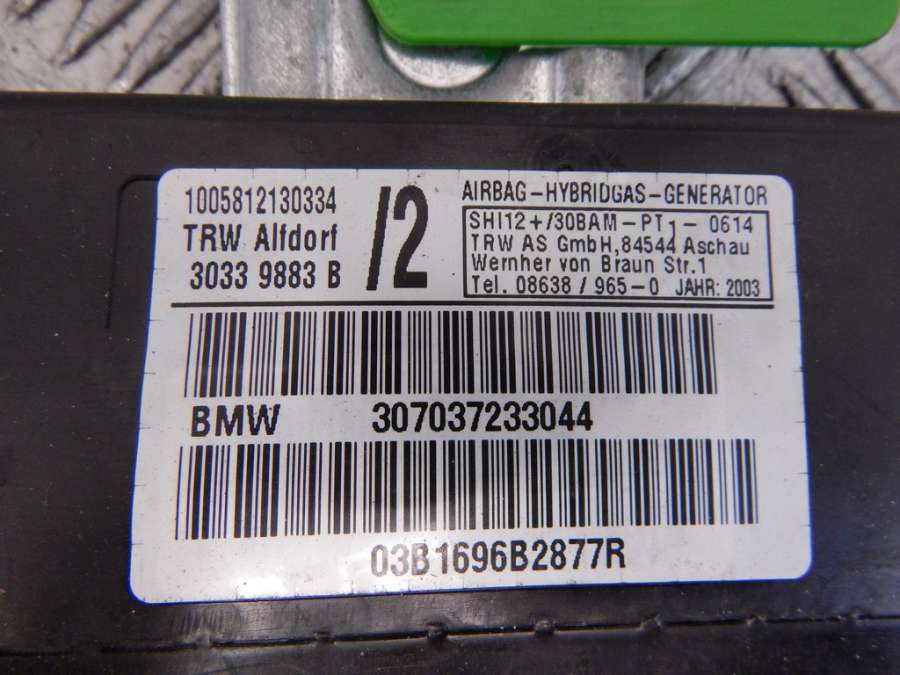 1005812130334
TRW Alfdorf
3033 9883 B
/2
AIRBAG-HYBRIDGAS-GENERATOR
SHI12+/30BAM-PT1-0614
TRW AS GmbH,84544 Aschau
Wernher von Braun Str.1
Tel. 08638/965-0 JAHR: 2003
BMW 307037233044
03B1696B2877R